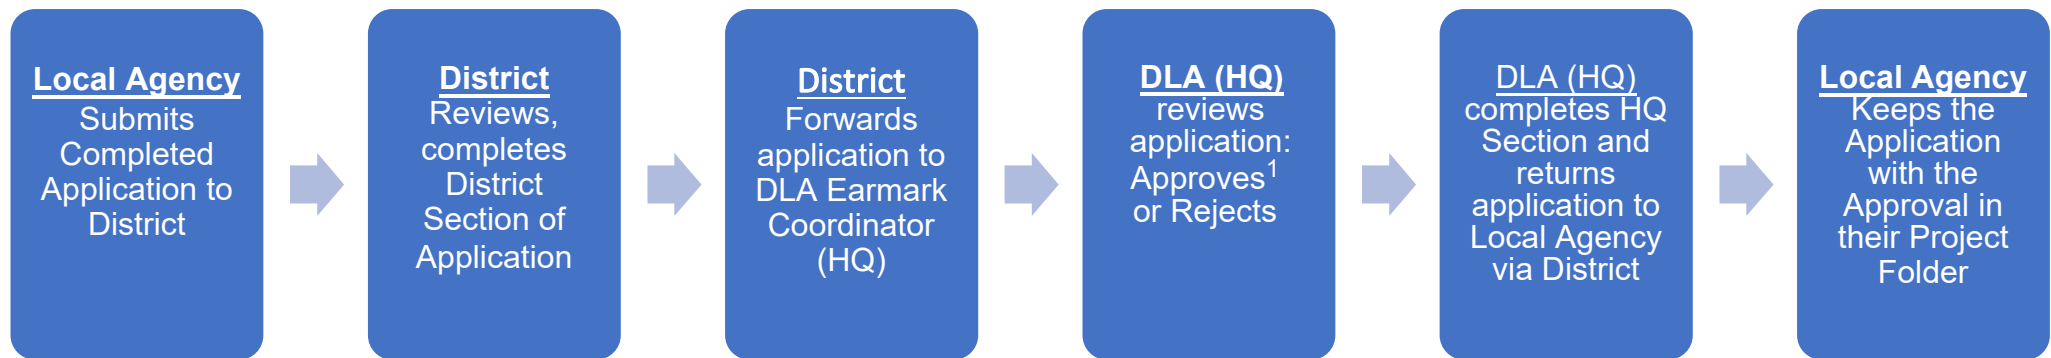 Local Agency
Submits
Completed
Application to
District
District
Reviews,
completes
District
Section of
Application
District
Forwards
application to
DLA Earmark
Coordinator
(HQ)
DLA (HQ)
reviews
application:
Approves¹
or Rejects
DLA (HQ)
completes HQ
Section and
returns
application to
Local Agency
via District
Local Agency
Keeps the
Application
with the
Approval in
their Project
Folder